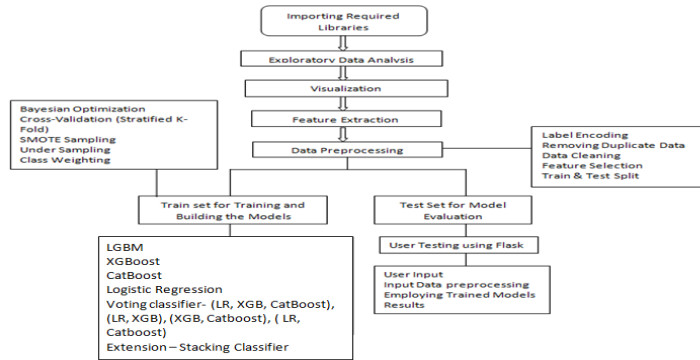 Importing Required
Libraries
Exploratory Data Analysis
Visualization
Feature Extraction
Data Preprocessing
Bayesian Optimization
Cross-Validation (Stratified K-
Fold)
SMOTE Sampling
Under Sampling
Class Weighting
Label Encoding
Removing Duplicate Data
Data Cleaning
Feature Selection
Train & Test Split
Train set for Training and
Building the Models
Test Set for Model
Evaluation
LGBM
XGBoost
CatBoost
Logistic Regression
Voting classifier- (LR, XGB, CatBoost),
(LR, XGB), (XGB, Catboost), ( LR,
Catboost)
Extension – Stacking Classifier
User Testing using Flask
User Input
Input Data preprocessing
Employing Trained Models
Results